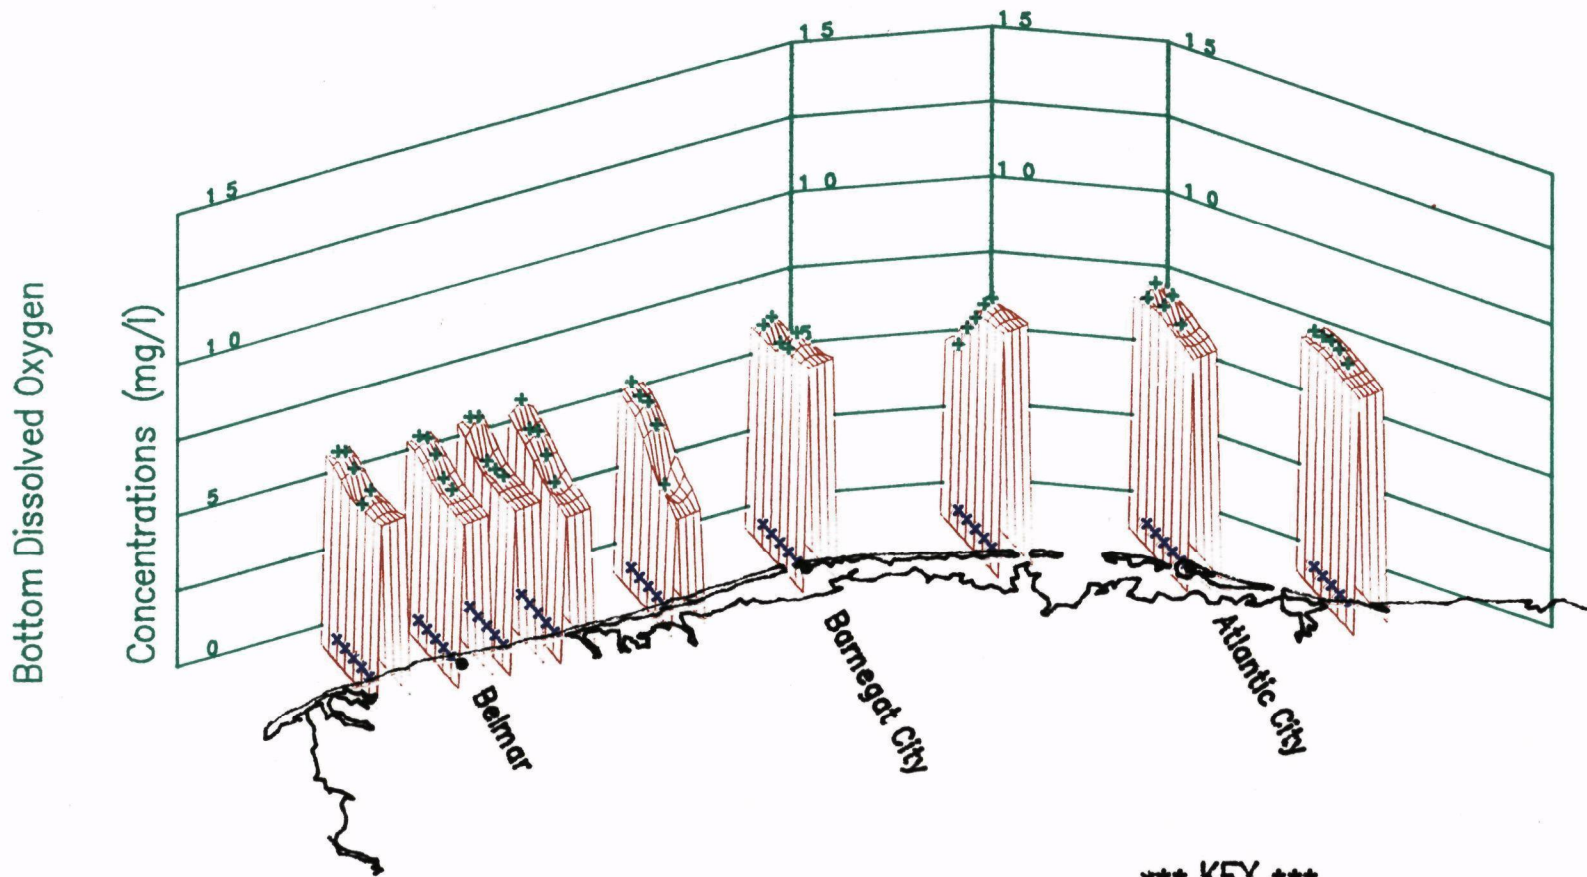 Bottom Dissolved Oxygen
Concentrations (mg/l)
15
10
5
0
15
10
5
15
10
15
10
Belmar
Barnegat City
Atlantic City
*** KEY ***